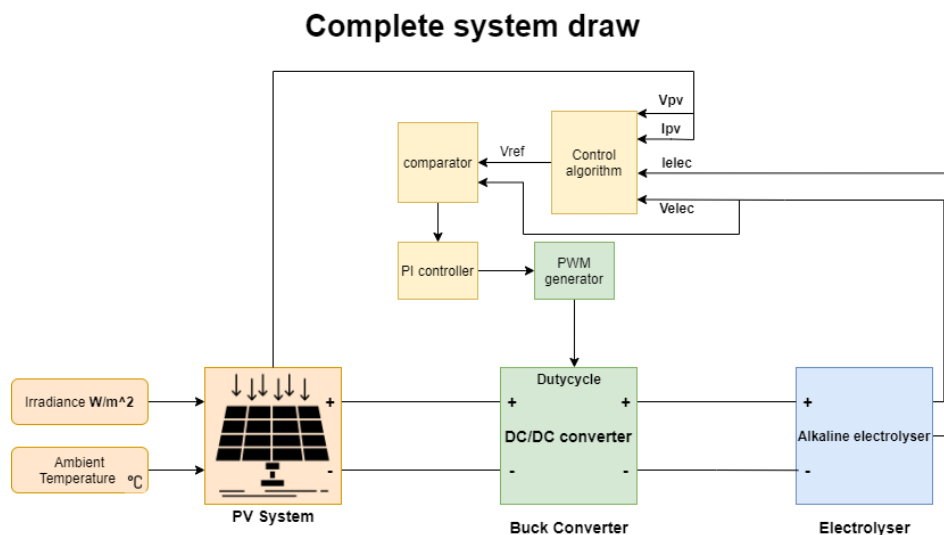 Complete system draw
Vpv
Ipv
Ielec
Velec
Control
algorithm
Vref
comparator
PI controller
PWM
generator
Irradiance W/m^2
Ambient
Temperature
ºC
+
-
PV System
Dutycycle
+
+
DC/DC converter
-
-
Buck Converter
+
Alkaline electrolyser
-
Electrolyser